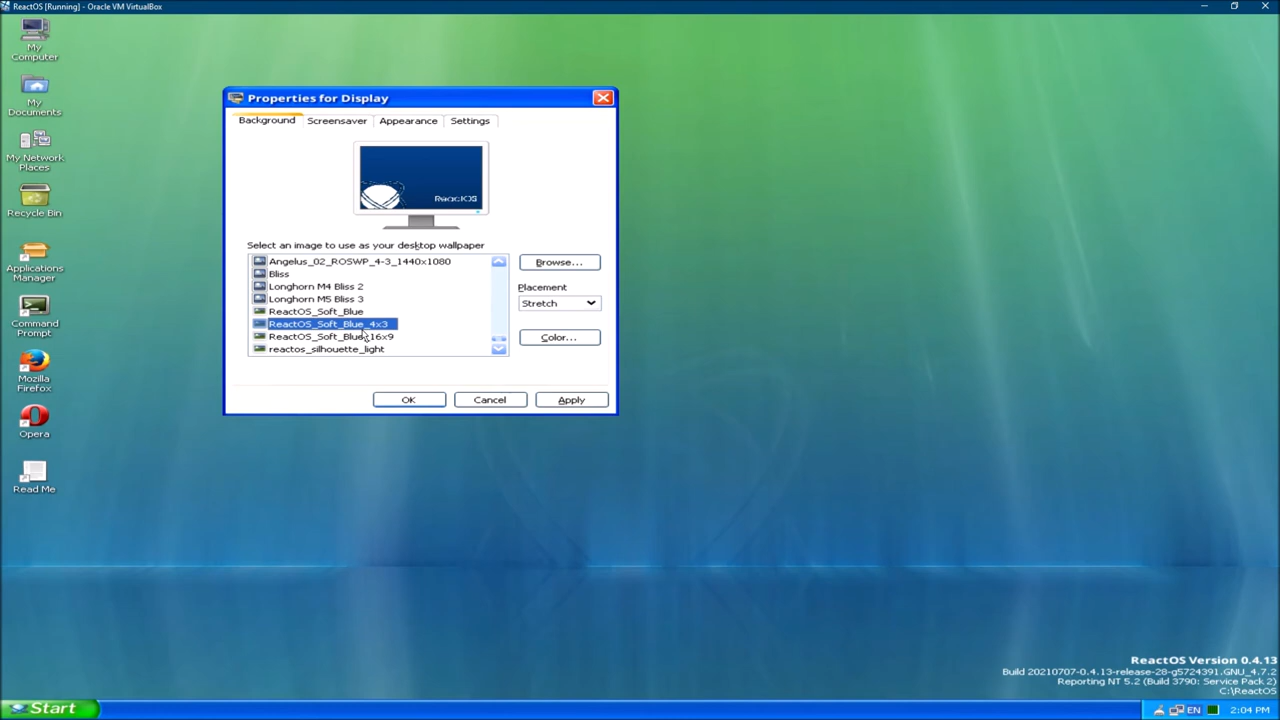 ReactOS [Running] - Oracle VM VirtualBox
My
Computer
My
Documents
My Network
Places
Recycle Bin
Applications
Manager
Command
Prompt
Mozilla
Firefox
Opera
Read Me
Properties for Display
Background
Screensaver
Appearance
Settings
ReactOS
Select an image to use as your desktop wallpaper
Angelus_02_ROSWP_4-3_1440x1080
Bliss
Longhorn M4 Bliss 2
Longhorn M5 Bliss 3
ReactOS_Soft_Blue
ReactOS_Soft_Blue_4x3
ReactOS_Soft_Blue_16x9
reactos_silhouette_light
Browse...
Placement
Stretch
Color...
OK
Cancel
Apply
ReactOS Version 0.4.13
Build 20210707-0.4.13-release-28-g5724391.GNU_4.7.2
Reporting NT 5.2 (Build 3790: Service Pack 2)
C:\ReactOS
Start
EN
2:04 PM